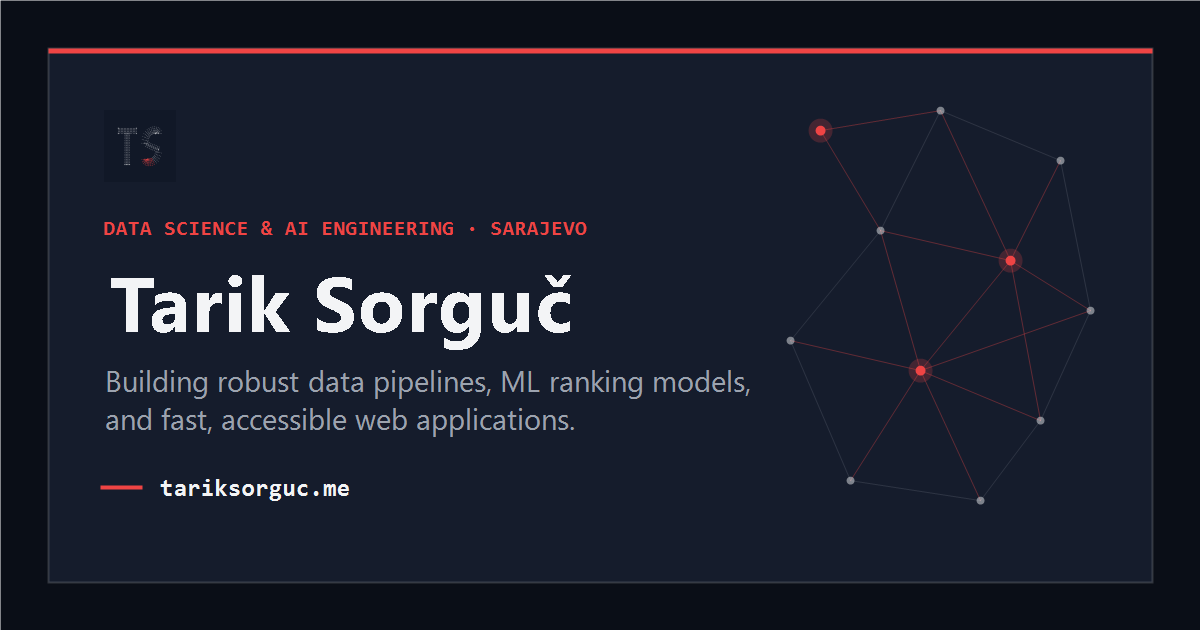 TS
DATA SCIENCE & AI ENGINEERING · SARAJEVO
Tarik Sorguč
Building robust data pipelines, ML ranking models,
and fast, accessible web applications.
tariksorguc.me